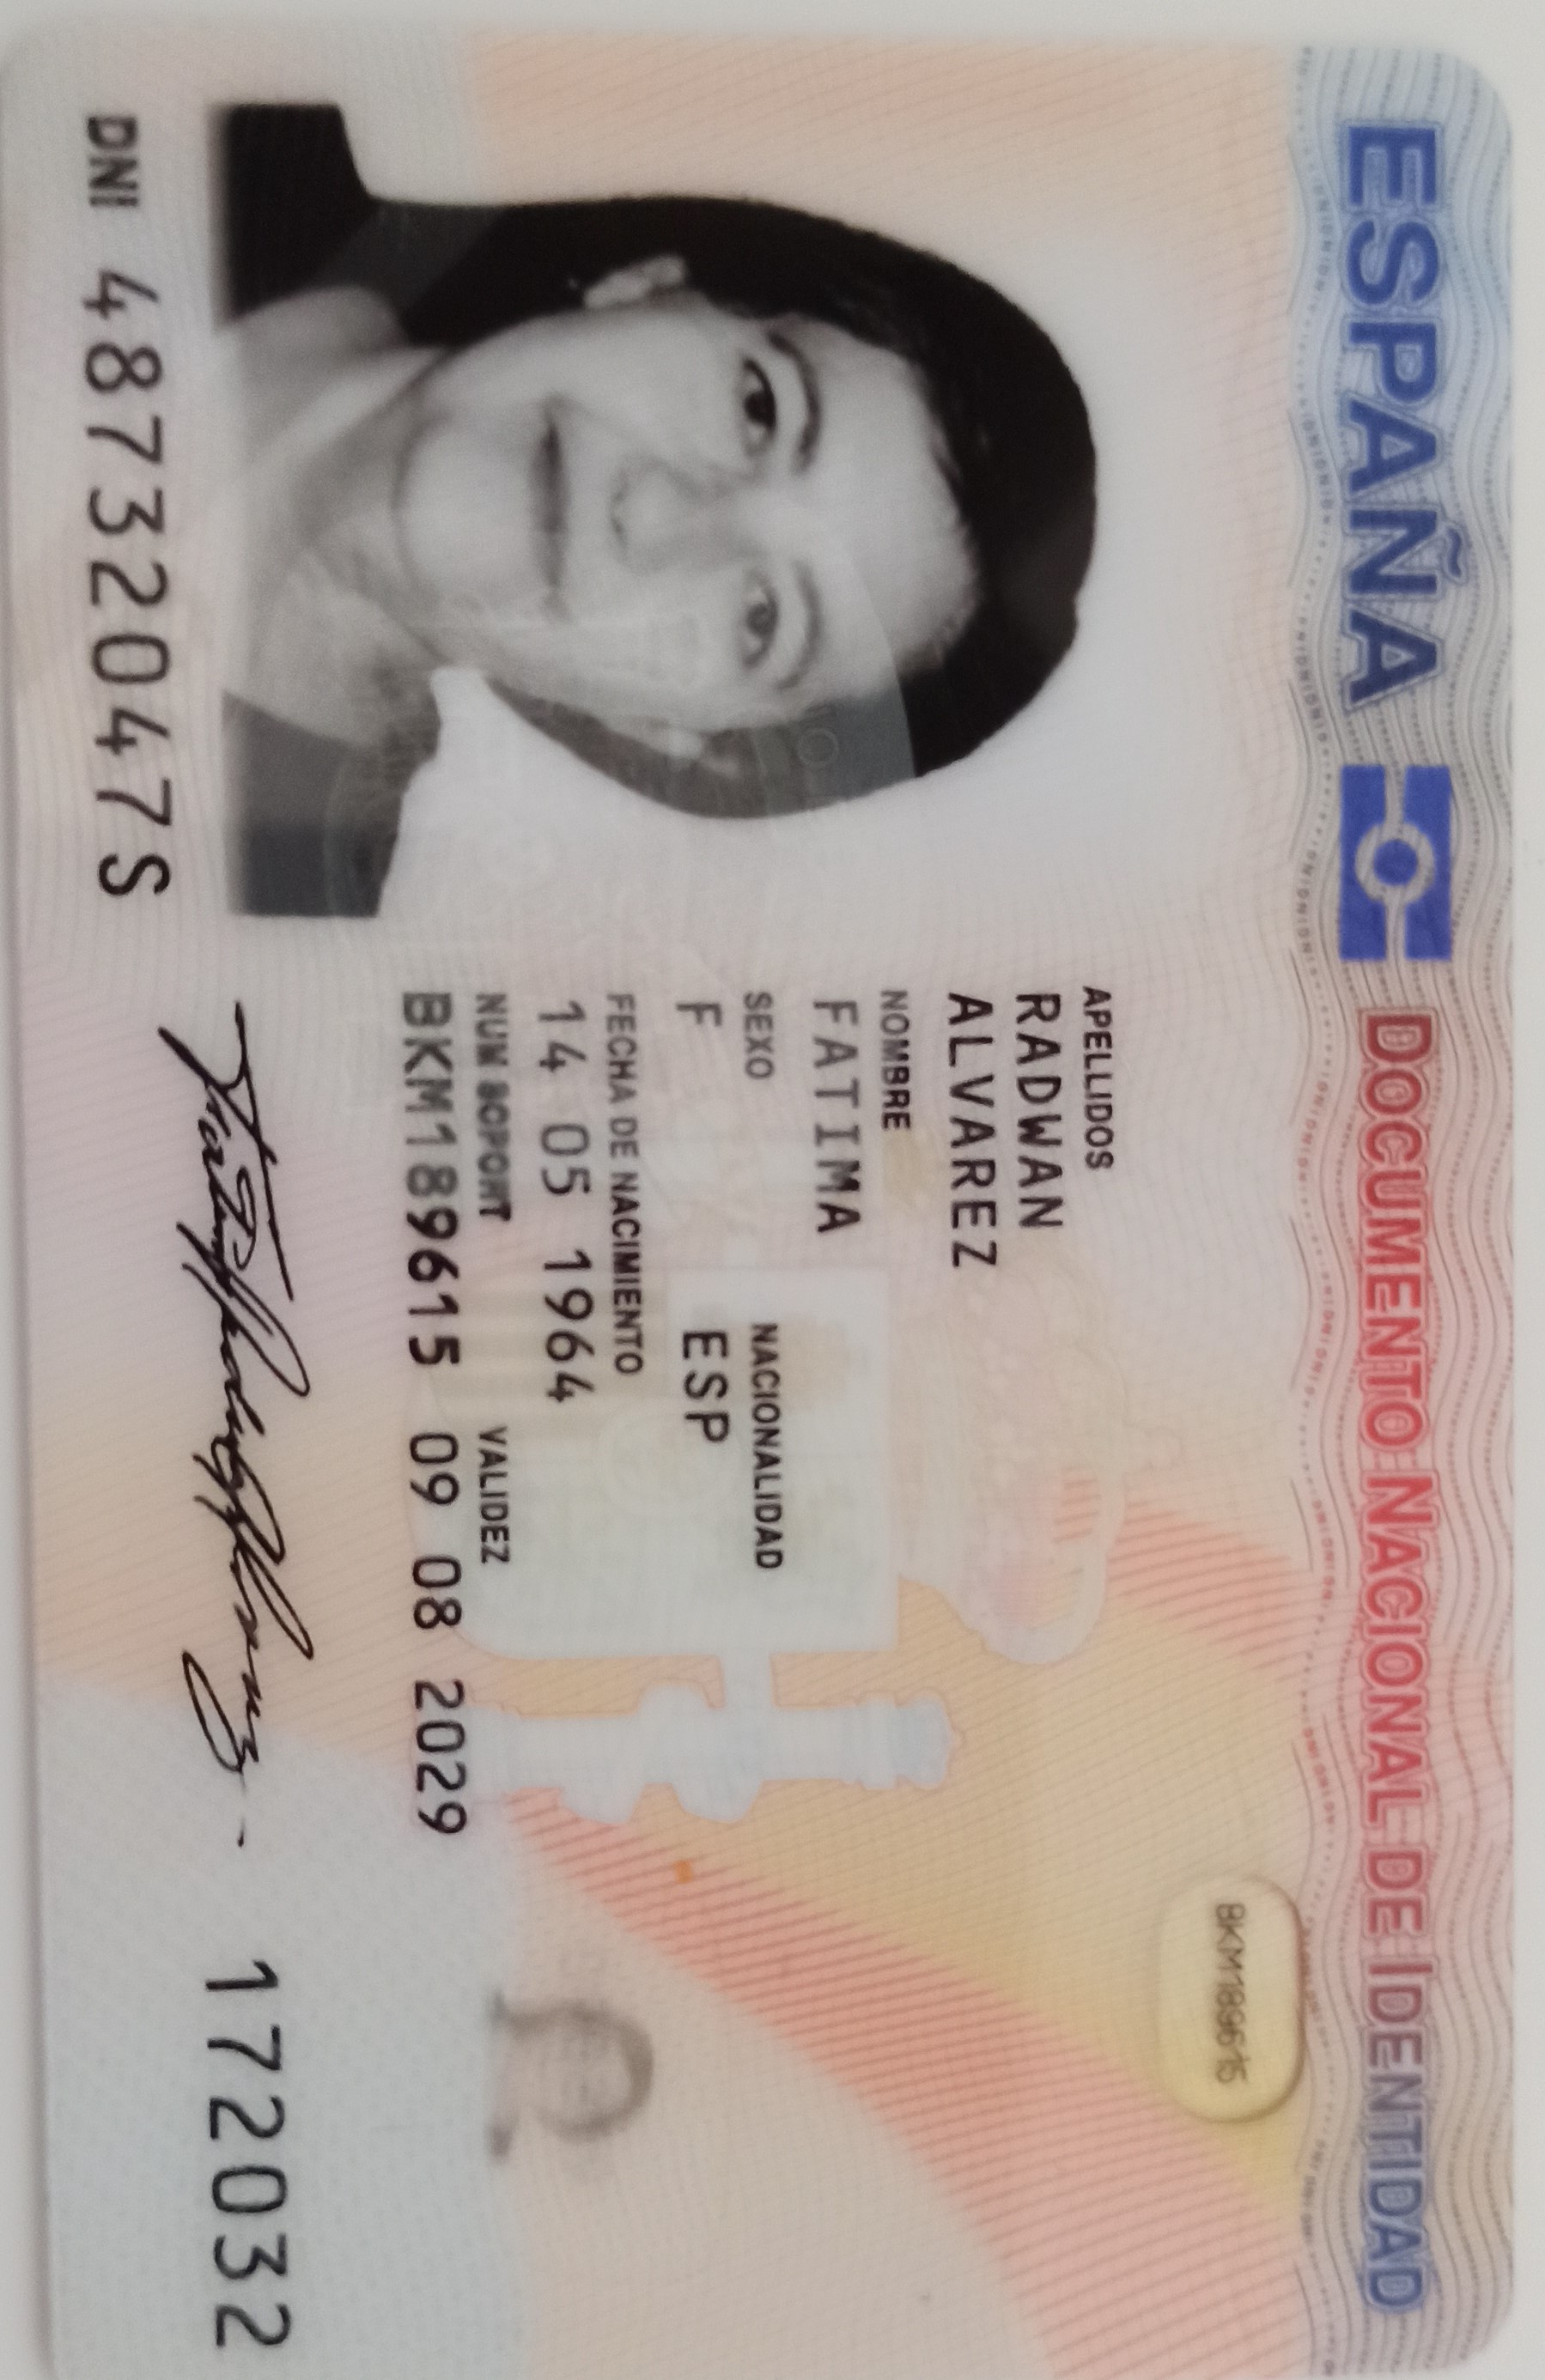 ESPAÑA DOCUMENTO NACIONAL DE IDENTIDAD
BKM189615
APELLIDOS
RADWAN
ALVAREZ
NOMBRE
FATIMA
SEXO NACIONALIDAD
F ESP
FECHA DE NACIMIENTO
14 05 1964
NUM SOPORT VALIDEZ
BKM189615 09 08 2029
172032
DNI 48732047S